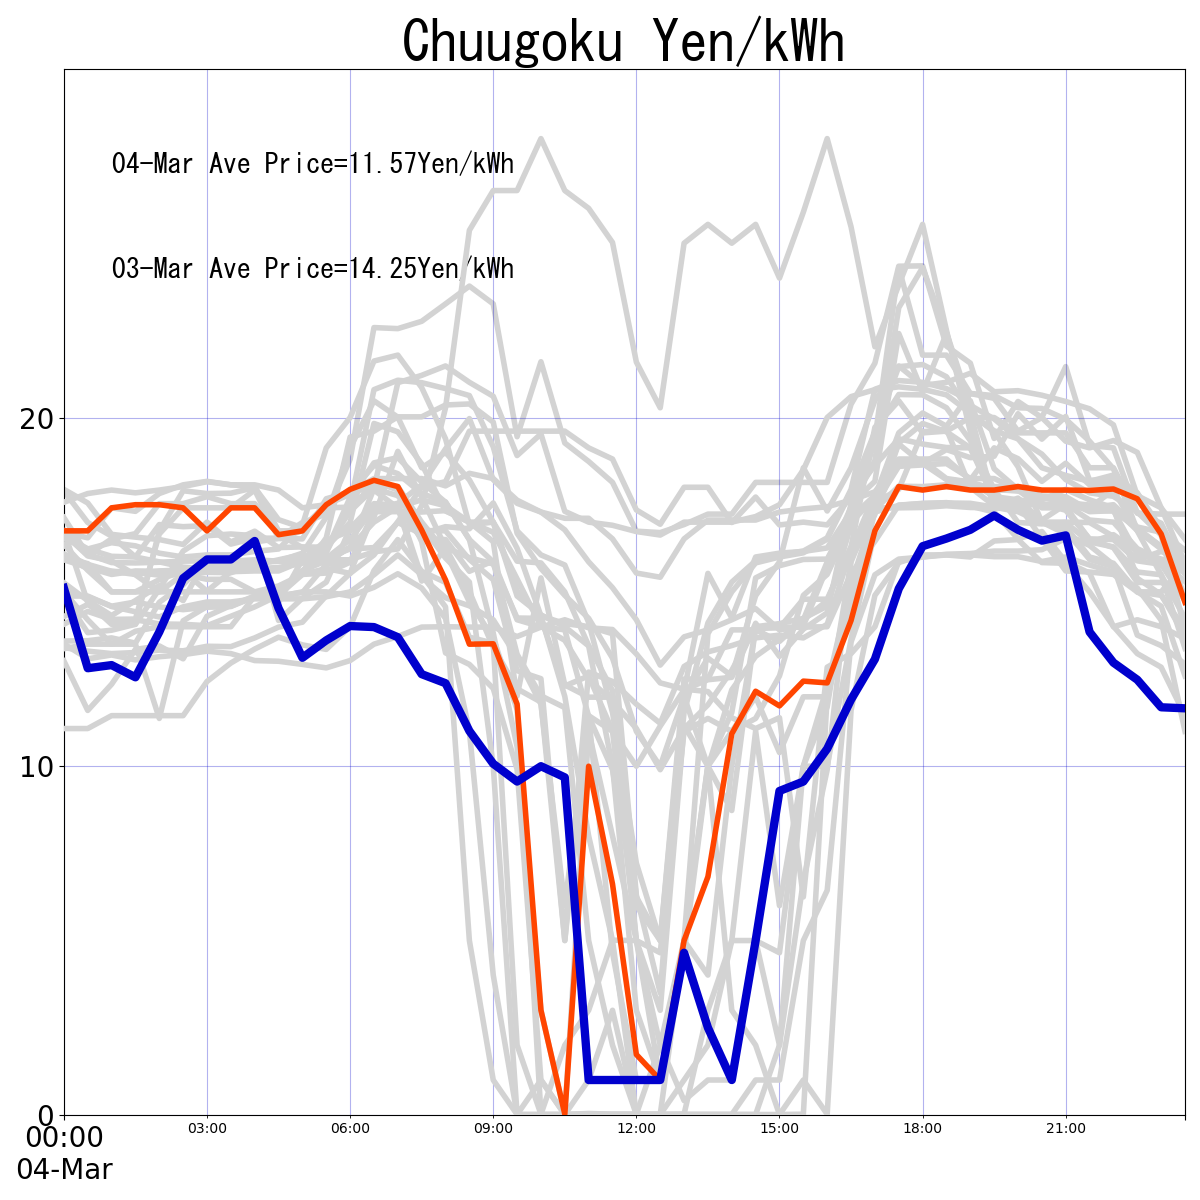 Chuugoku Yen/kWh
04-Mar Ave Price=11.57Yen/kWh
03-Mar Ave Price=14.25Yen/kWh
20
10
0
00:00 03:00 06:00 09:00 12:00 15:00 18:00 21:00
04-Mar